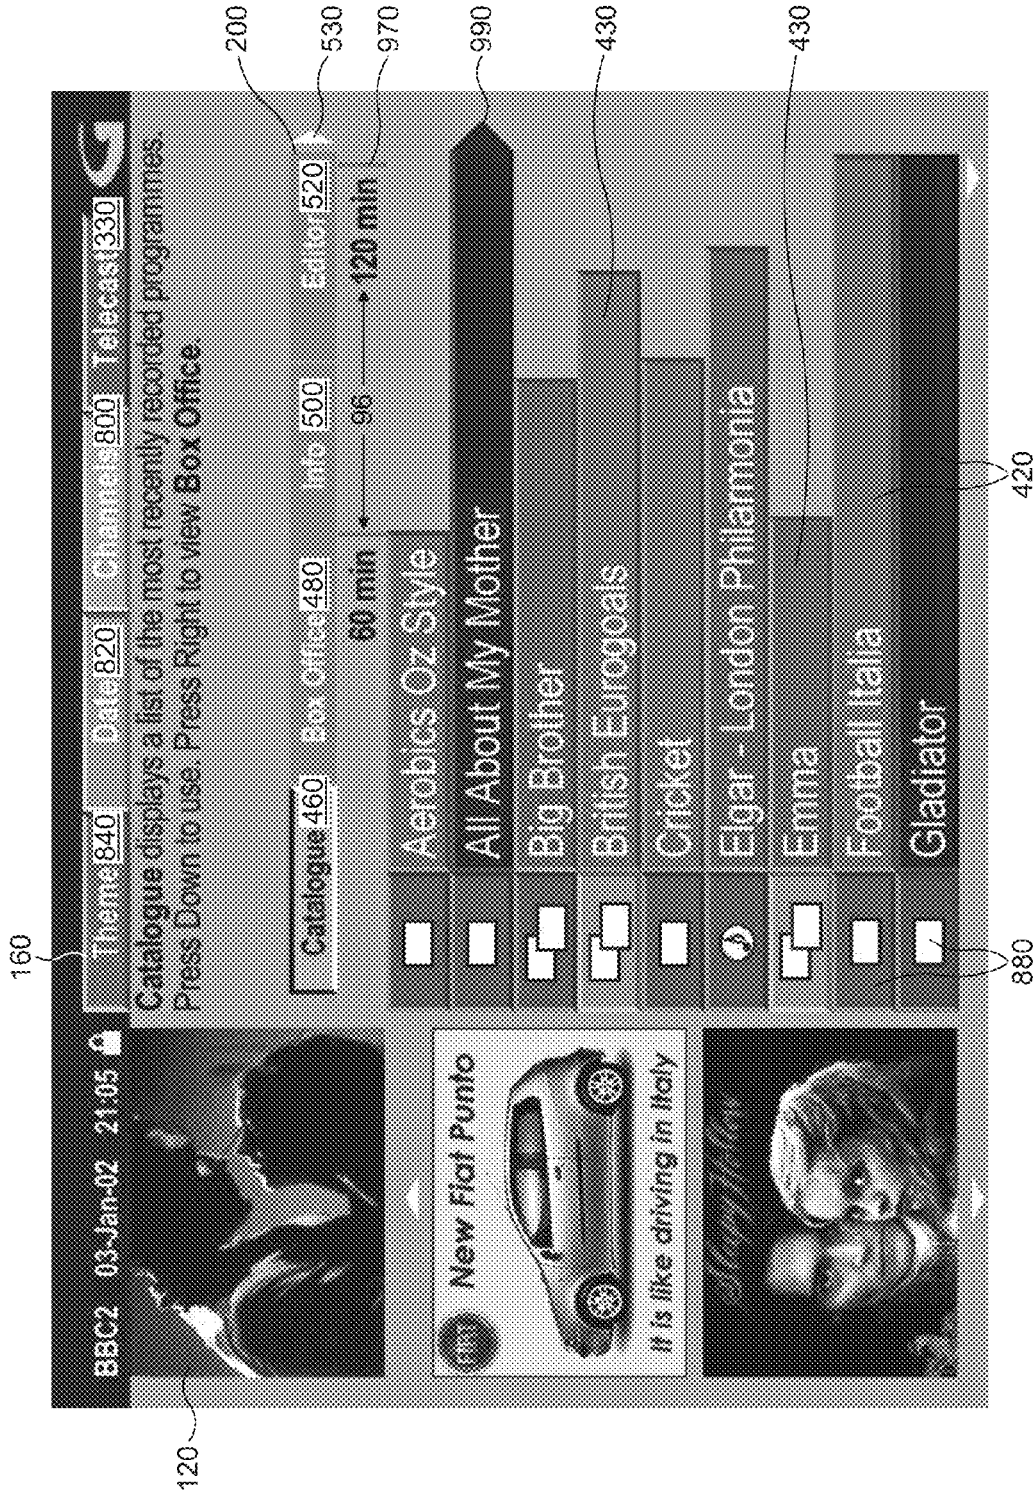 160
200
530
970
990
430
430
120
880
420
BBC2 03-Jan-02 21:05
Theme 840 Date 820 Channels 800 Telecast 330
Catalogue displays a list of the most recently recorded programmes.
Press Down to use. Press Right to view Box Office.
Catalogue 460 Box Office 480 Info 500 Editor 520
60 min 96 120 min
Aerobics Oz Style
All About My Mother
Big Brother
British Eurogoals
Cricket
Elgar - London Philarmonia
Emma
Football Italia
Gladiator
FIAT New Fiat Punto
It is like driving in Italy